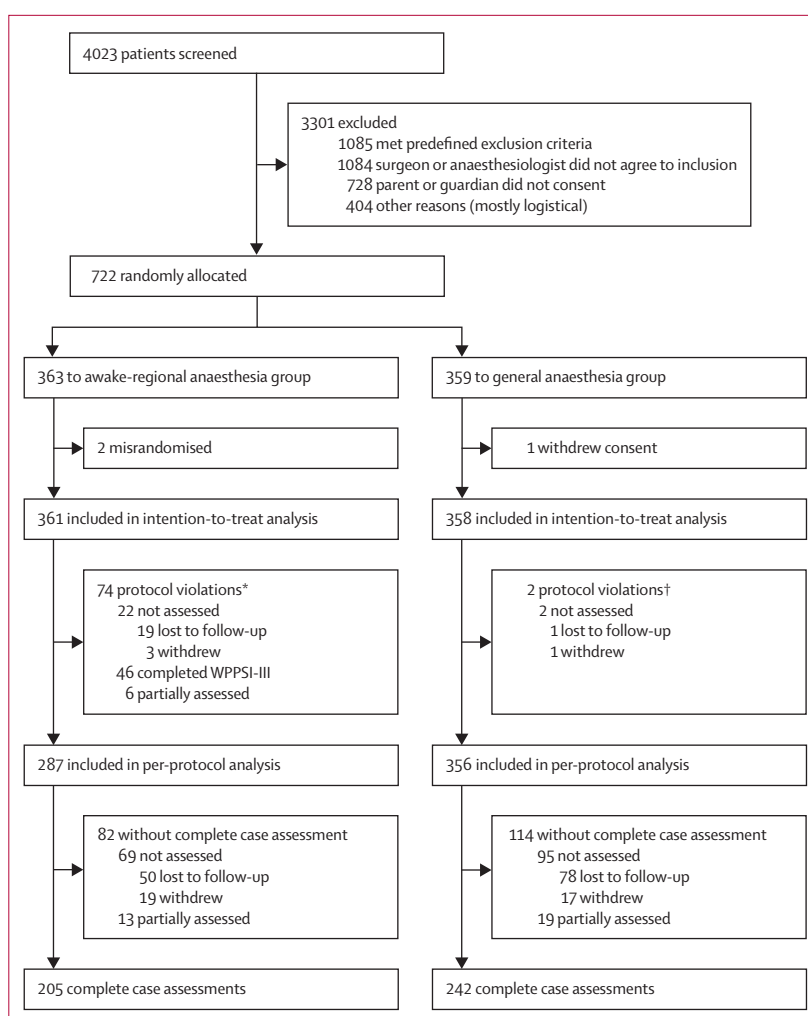 4023 patients screened
3301 excluded
1085 met predefined exclusion criteria
1084 surgeon or anaesthesiologist did not agree to inclusion
728 parent or guardian did not consent
404 other reasons (mostly logistical)
722 randomly allocated
363 to awake-regional anaesthesia group
359 to general anaesthesia group
2 misrandomised
1 withdrew consent
361 included in intention-to-treat analysis
358 included in intention-to-treat analysis
74 protocol violations*
22 not assessed
19 lost to follow-up
3 withdrew
46 completed WPPSI-III
6 partially assessed
2 protocol violations†
2 not assessed
1 lost to follow-up
1 withdrew
287 included in per-protocol analysis
356 included in per-protocol analysis
82 without complete case assessment
69 not assessed
50 lost to follow-up
19 withdrew
13 partially assessed
114 without complete case assessment
95 not assessed
78 lost to follow-up
17 withdrew
19 partially assessed
205 complete case assessments
242 complete case assessments